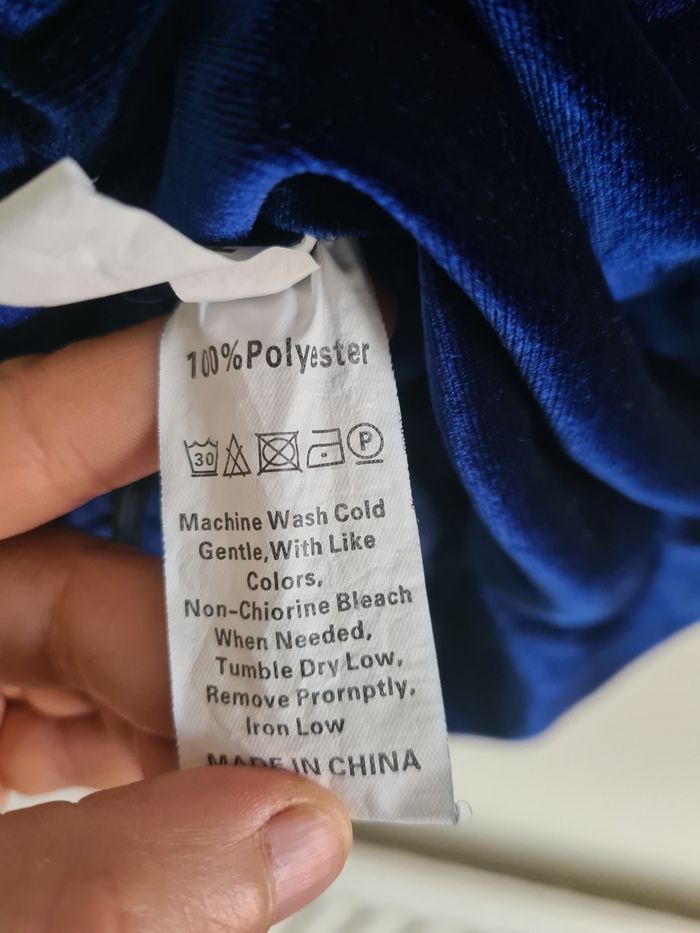 100%Polyester
30 P
Machine Wash Cold
Gentle,With Like
Colors,
Non-Chiorine Bleach
When Needed,
Tumble Dry Low,
Remove Prornptly,
Iron Low
MADE IN CHINA